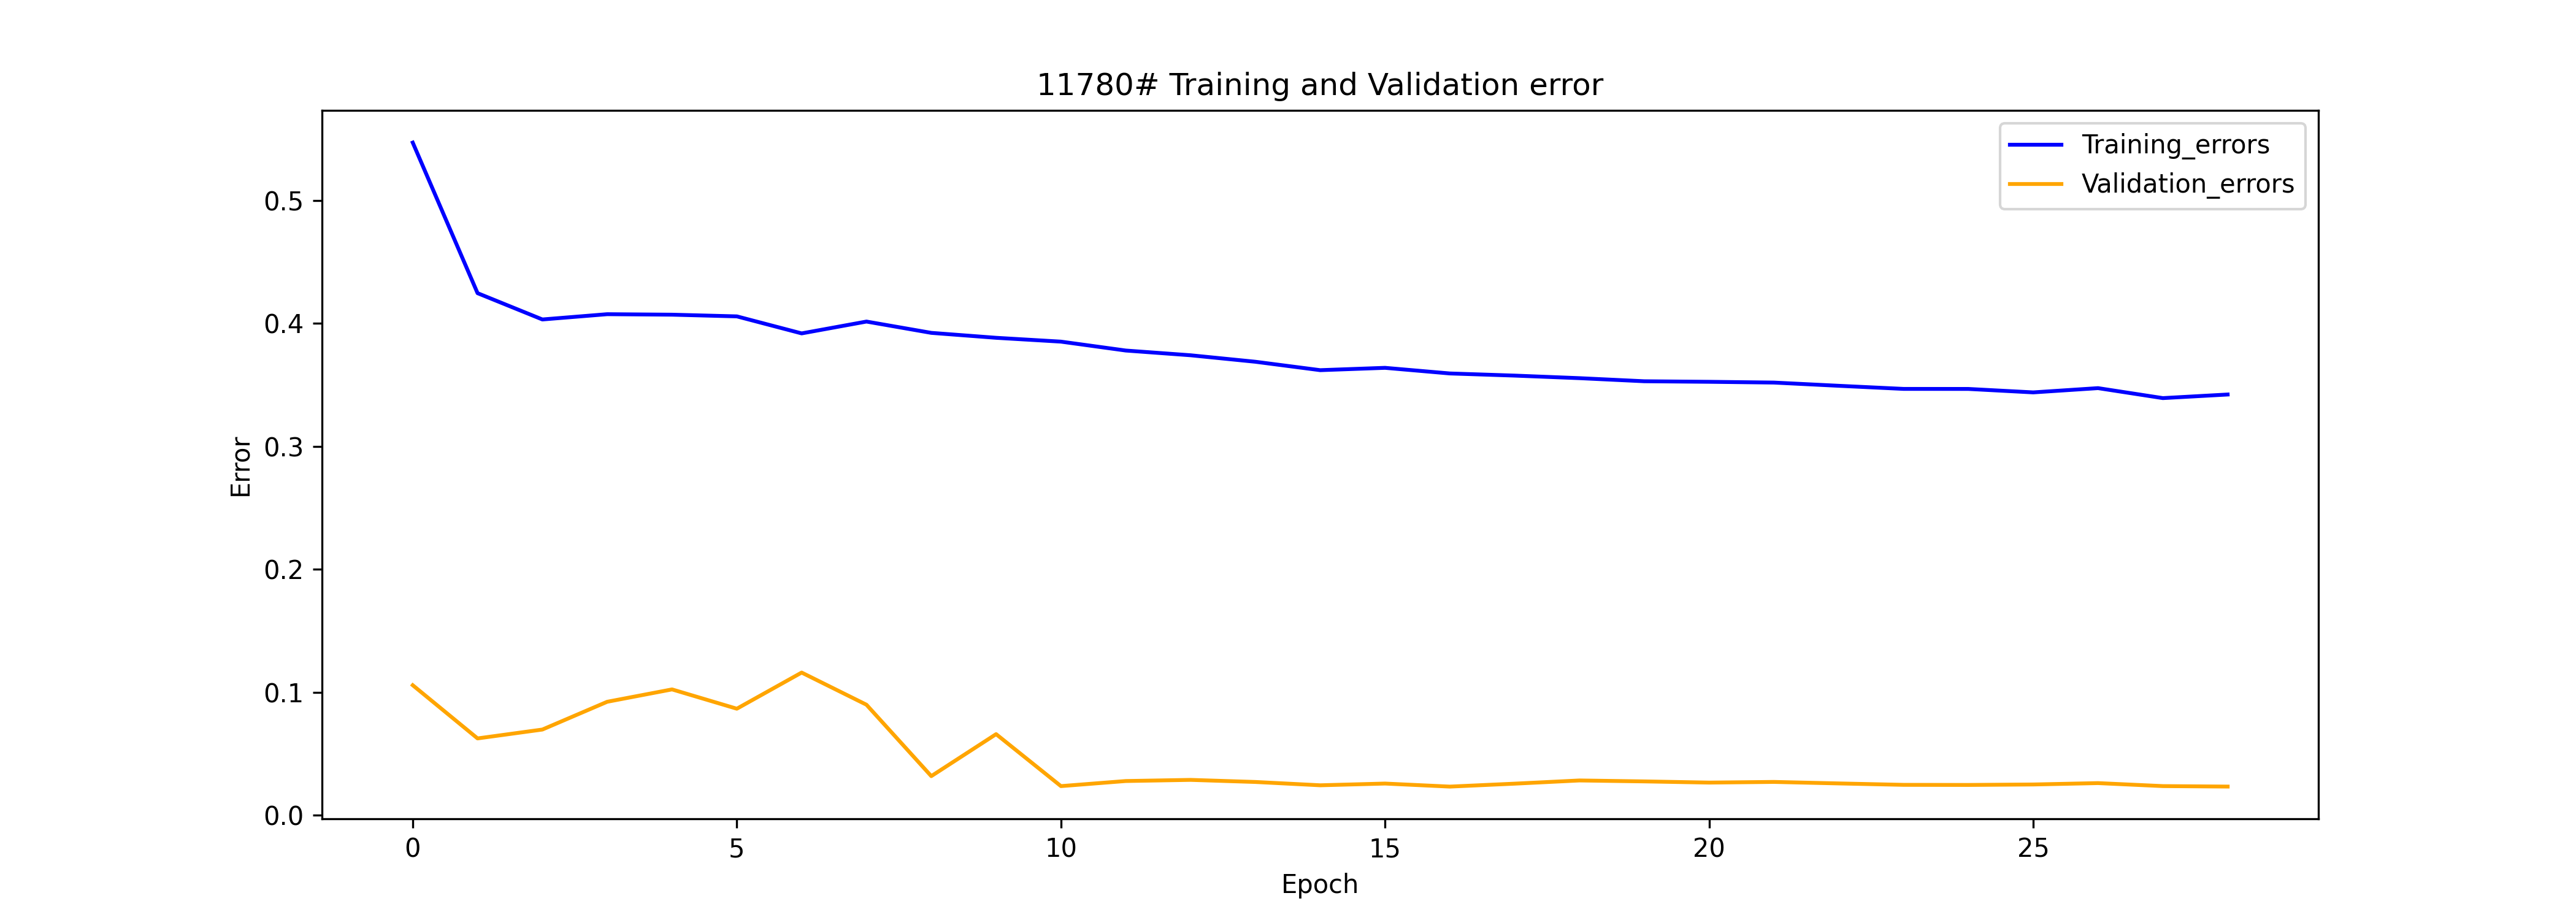 11780# Training and Validation error
Training_errors
Validation_errors
Error
0.5
0.4
0.3
0.2
0.1
0.0
0 5 10 15 20 25
Epoch